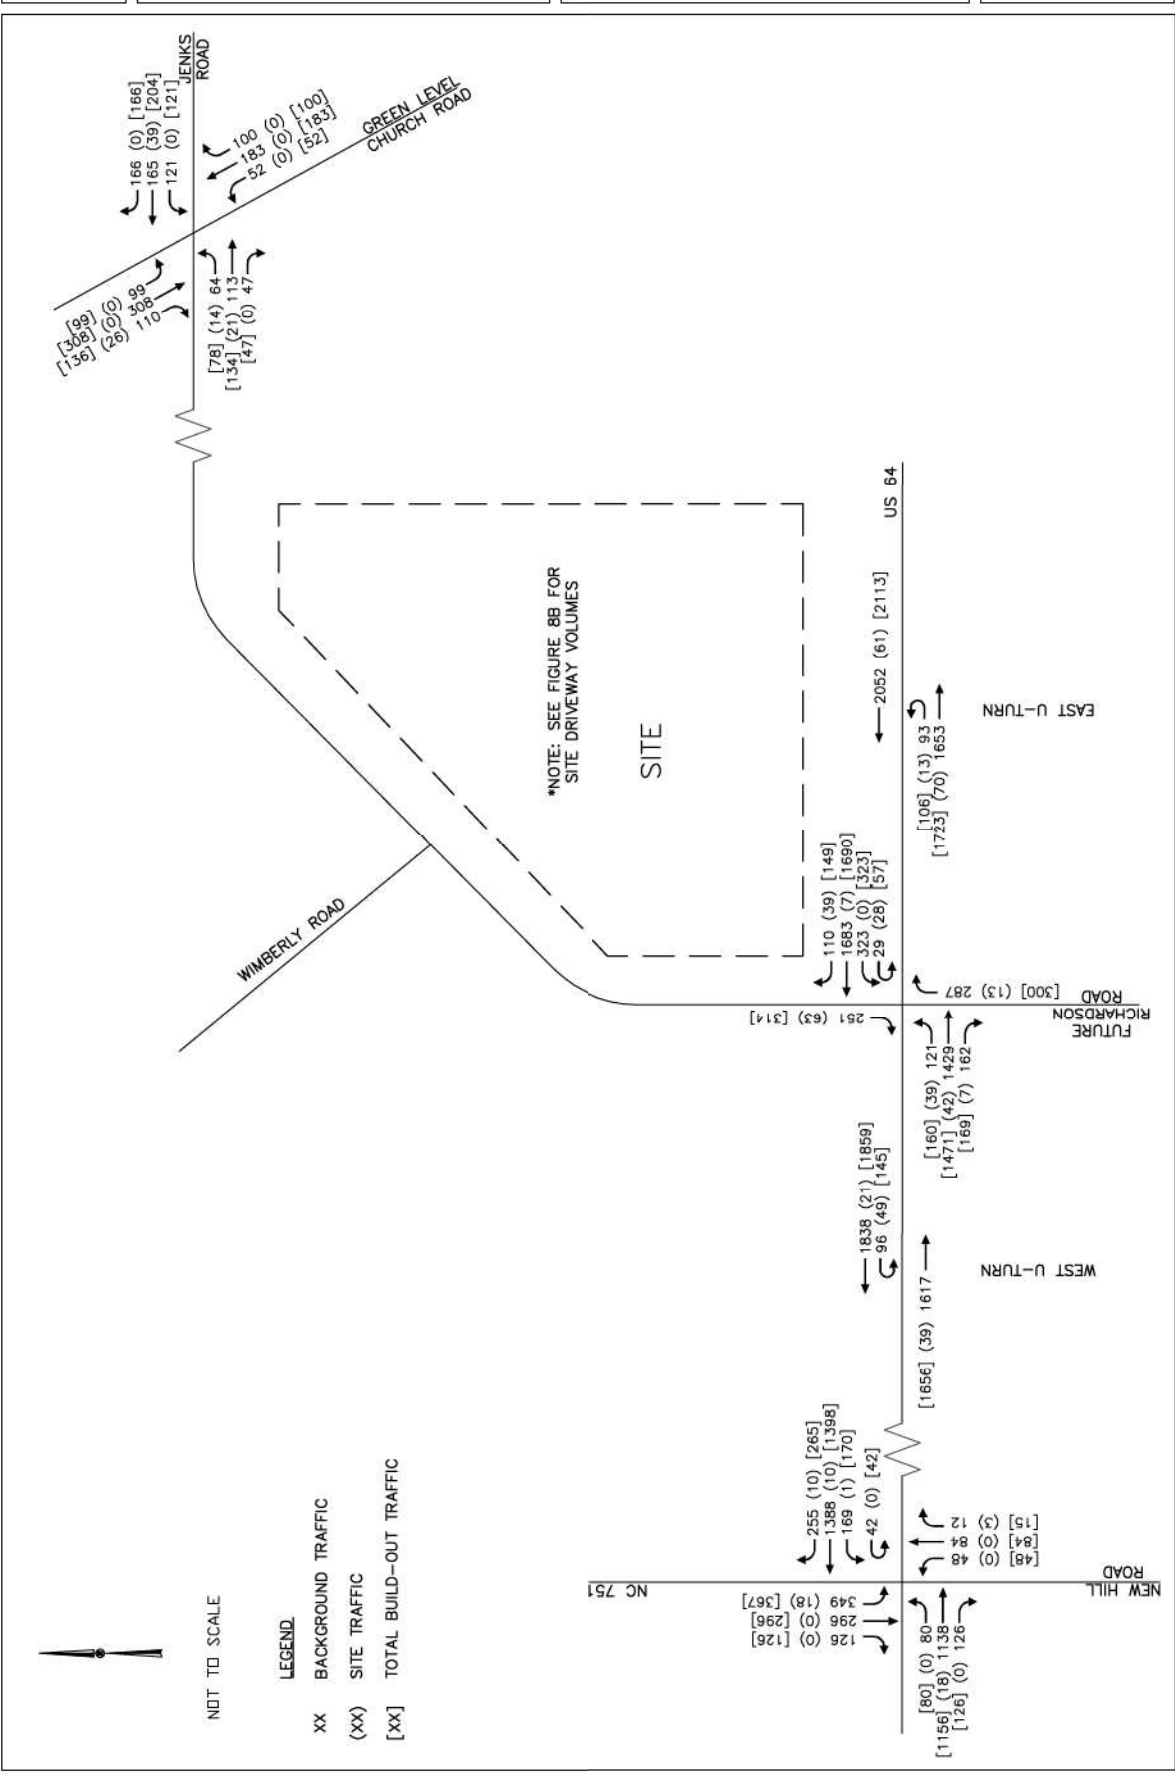 JENKS
ROAD
166 (0) [166]
165 (39) [204]
121 (0) [121]
100 (0) [100]
183 (0) [183]
52 (0) [52]
GREEN LEVEL
CHURCH ROAD
[99] (0) 99
[308] (0) 308
[136] (26) 110
[78] (14) 64
[134] (21) 113
[47] (0) 47
WIMBERLY ROAD
*NOTE: SEE FIGURE 8B FOR
SITE DRIVEWAY VOLUMES
SITE
US 64
2052 (61) [2113]
[106] (13) 93
[1723] (70) 1653
EAST U-TURN
110 (39) [149]
1683 (7) [1690]
323 (0) [323]
29 (28) [57]
251 (63) [314]
[300] (13) 287
FUTURE
RICHARDSON
ROAD
[160] (39) 121
[1471] (42) 1429
[169] (7) 162
1838 (21) [1859]
96 (49) [145]
[1656] (39) 1617
WEST U-TURN
255 (10) [265]
1388 (10) [1398]
169 (1) [170]
42 (0) [42]
NC 751
349 (18) [367]
296 (0) [296]
126 (0) [126]
[15] (3) 12
[84] (0) 84
[48] (0) 48
NEW HILL
ROAD
[80] (0) 80
[1156] (18) 1138
[126] (0) 126
NOT TO SCALE
LEGEND
XX BACKGROUND TRAFFIC
(XX) SITE TRAFFIC
[XX] TOTAL BUILD-OUT TRAFFIC